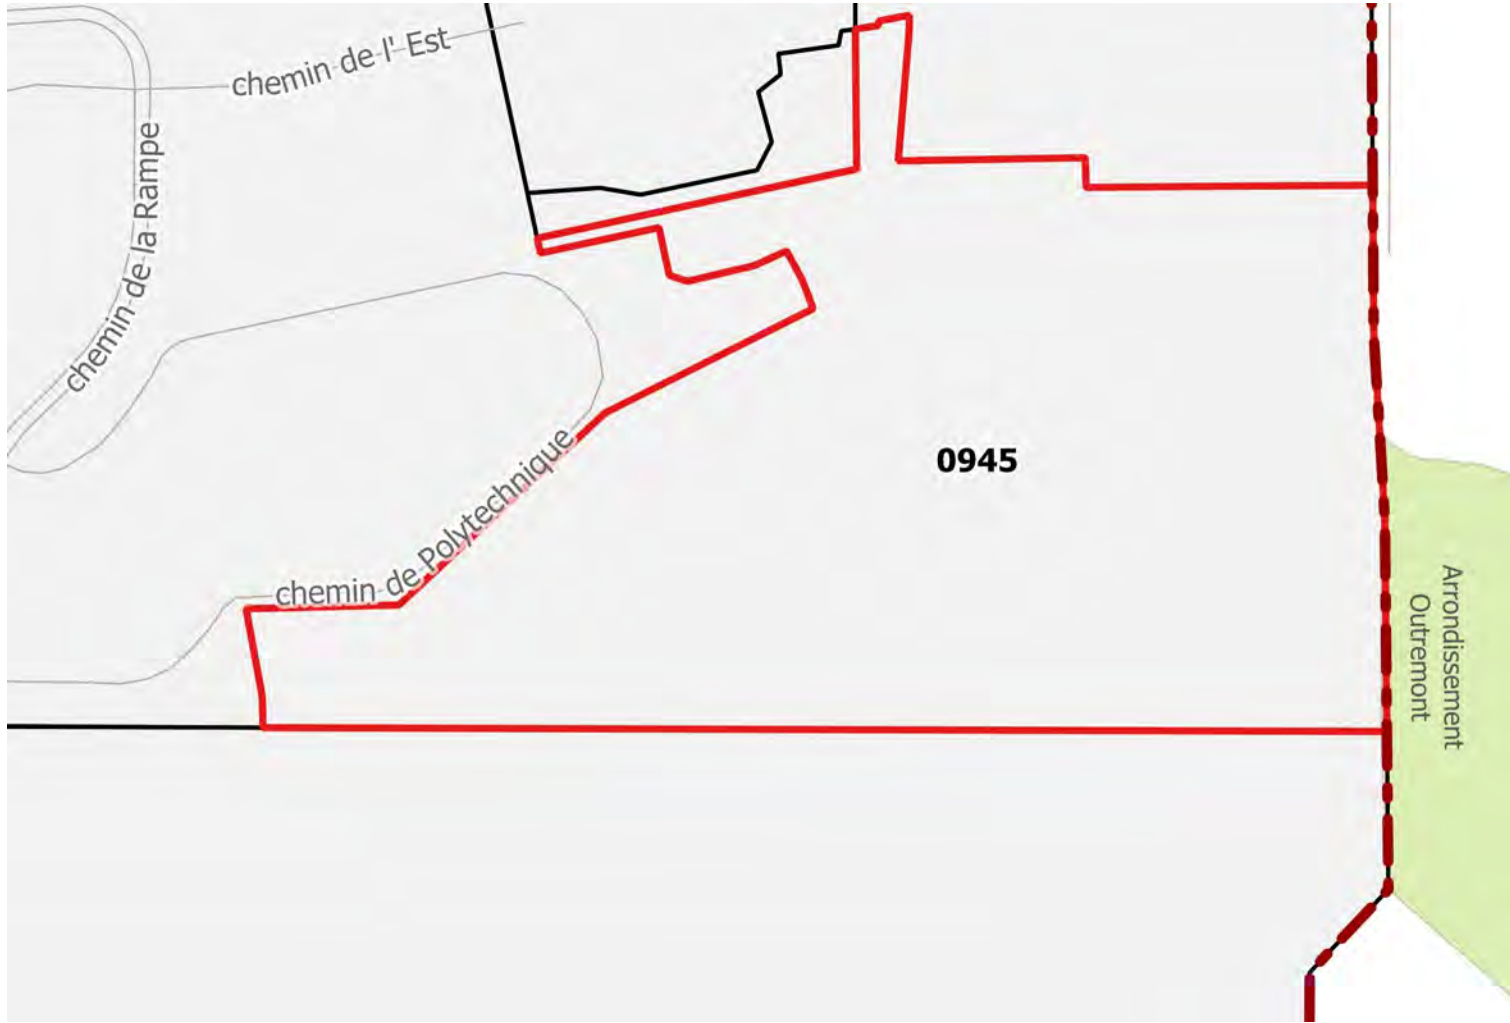 chemin de l' Est
chemin-de-la-Rampe
0945
chemin-de-Polytechnique
Arrondissement
Outremont